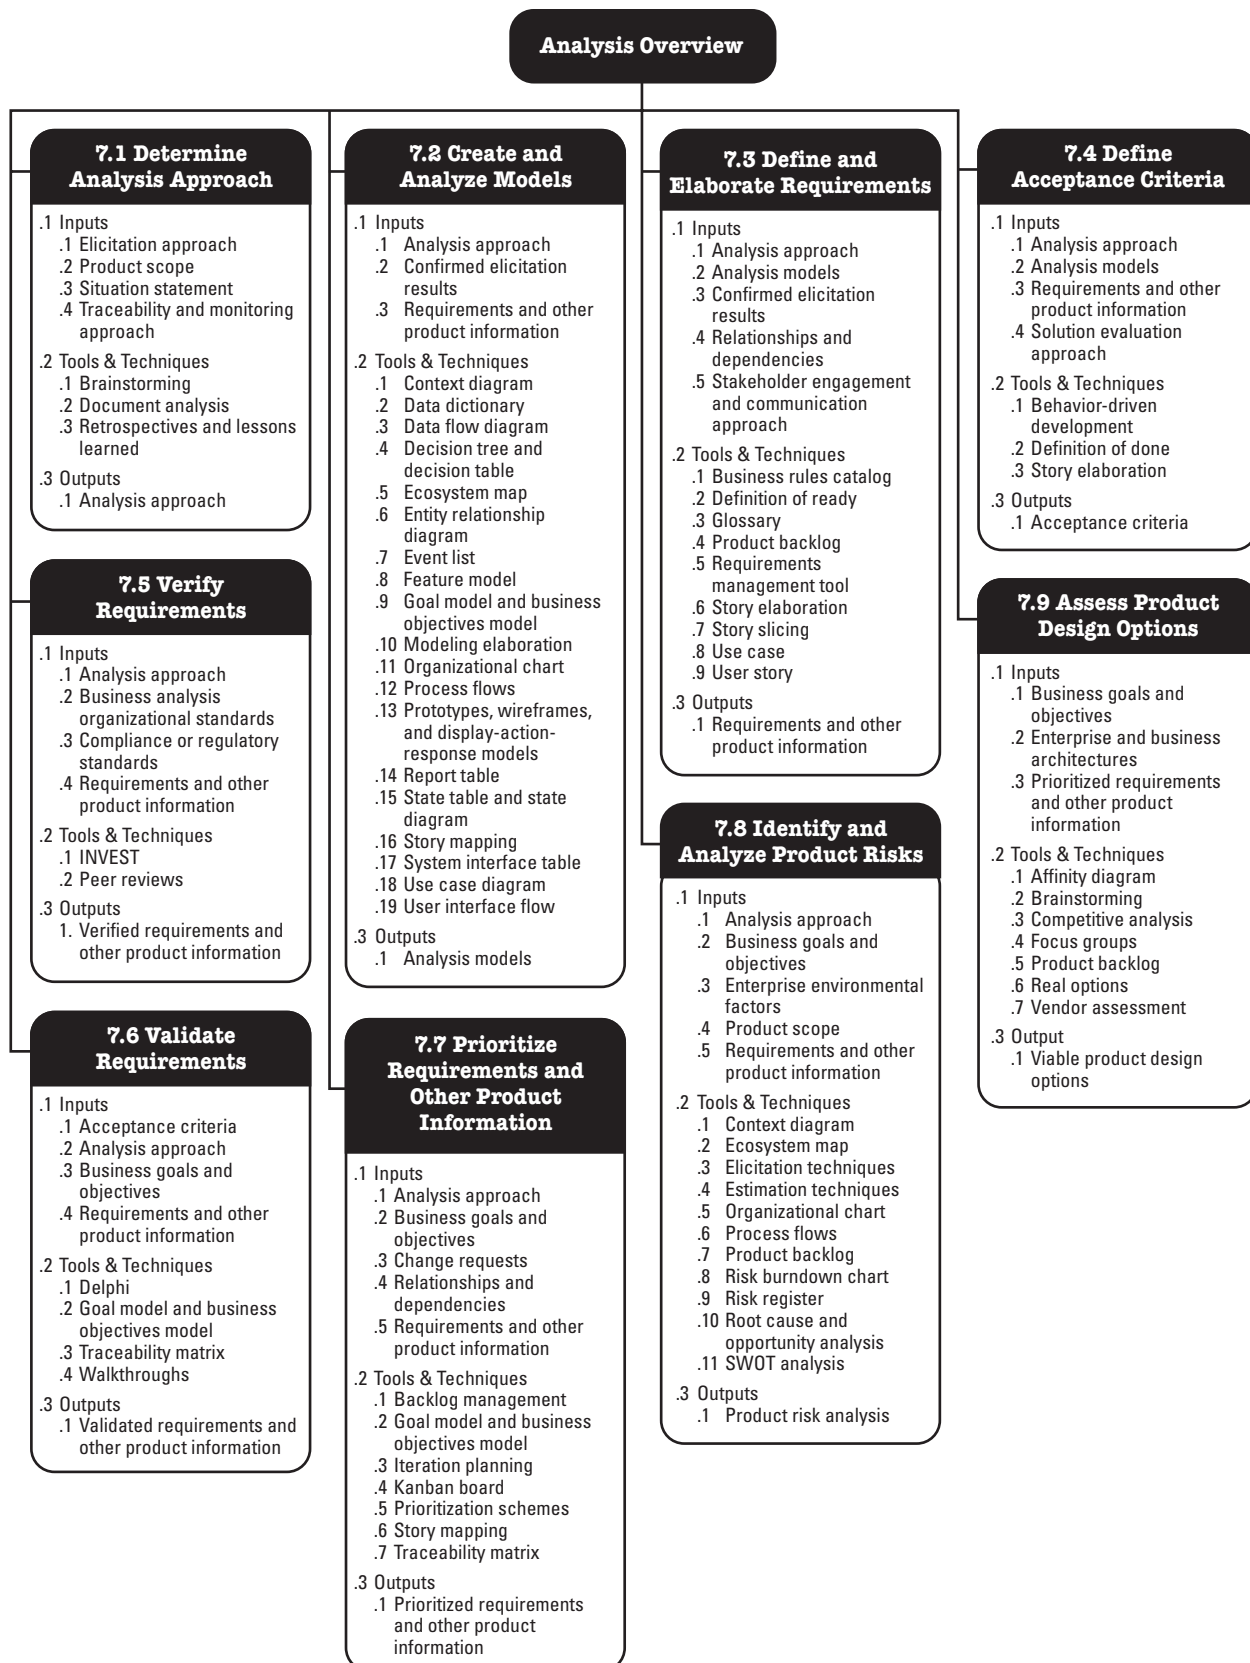 Analysis Overview
7.1 Determine
Analysis Approach
.1 Inputs
.1 Elicitation approach
.2 Product scope
.3 Situation statement
.4 Traceability and monitoring
approach
.2 Tools & Techniques
.1 Brainstorming
.2 Document analysis
.3 Retrospectives and lessons
learned
.3 Outputs
.1 Analysis approach
7.2 Create and
Analyze Models
.1 Inputs
.1 Analysis approach
.2 Confirmed elicitation
results
.3 Requirements and other
product information
.2 Tools & Techniques
.1 Context diagram
.2 Data dictionary
.3 Data flow diagram
.4 Decision tree and
decision table
.5 Ecosystem map
.6 Entity relationship
diagram
.7 Event list
.8 Feature model
.9 Goal model and business
objectives model
.10 Modeling elaboration
.11 Organizational chart
.12 Process flows
.13 Prototypes, wireframes,
and display-action-
response models
.14 Report table
.15 State table and state
diagram
.16 Story mapping
.17 System interface table
.18 Use case diagram
.19 User interface flow
.3 Outputs
.1 Analysis models
7.3 Define and
Elaborate Requirements
.1 Inputs
.1 Analysis approach
.2 Analysis models
.3 Confirmed elicitation
results
.4 Relationships and
dependencies
.5 Stakeholder engagement
and communication
approach
.2 Tools & Techniques
.1 Business rules catalog
.2 Definition of ready
.3 Glossary
.4 Product backlog
.5 Requirements
management tool
.6 Story elaboration
.7 Story slicing
.8 Use case
.9 User story
.3 Outputs
.1 Requirements and other
product information
7.4 Define
Acceptance Criteria
.1 Inputs
.1 Analysis approach
.2 Analysis models
.3 Requirements and other
product information
.4 Solution evaluation
approach
.2 Tools & Techniques
.1 Behavior-driven
development
.2 Definition of done
.3 Story elaboration
.3 Outputs
.1 Acceptance criteria
7.5 Verify
Requirements
.1 Inputs
.1 Analysis approach
.2 Business analysis
organizational standards
.3 Compliance or regulatory
standards
.4 Requirements and other
product information
.2 Tools & Techniques
.1 INVEST
.2 Peer reviews
.3 Outputs
1. Verified requirements and
other product information
7.6 Validate
Requirements
.1 Inputs
.1 Acceptance criteria
.2 Analysis approach
.3 Business goals and
objectives
.4 Requirements and other
product information
.2 Tools & Techniques
.1 Delphi
.2 Goal model and business
objectives model
.3 Traceability matrix
.4 Walkthroughs
.3 Outputs
.1 Validated requirements and
other product information
7.7 Prioritize
Requirements and
Other Product
Information
.1 Inputs
.1 Analysis approach
.2 Business goals and
objectives
.3 Change requests
.4 Relationships and
dependencies
.5 Requirements and other
product information
.2 Tools & Techniques
.1 Backlog management
.2 Goal model and business
objectives model
.3 Iteration planning
.4 Kanban board
.5 Prioritization schemes
.6 Story mapping
.7 Traceability matrix
.3 Outputs
.1 Prioritized requirements
and other product
information
7.8 Identify and
Analyze Product Risks
.1 Inputs
.1 Analysis approach
.2 Business goals and
objectives
.3 Enterprise environmental
factors
.4 Product scope
.5 Requirements and other
product information
.2 Tools & Techniques
.1 Context diagram
.2 Ecosystem map
.3 Elicitation techniques
.4 Estimation techniques
.5 Organizational chart
.6 Process flows
.7 Product backlog
.8 Risk burndown chart
.9 Risk register
.10 Root cause and
opportunity analysis
.11 SWOT analysis
.3 Outputs
.1 Product risk analysis
7.9 Assess Product
Design Options
.1 Inputs
.1 Business goals and
objectives
.2 Enterprise and business
architectures
.3 Prioritized requirements
and other product
information
.2 Tools & Techniques
.1 Affinity diagram
.2 Brainstorming
.3 Competitive analysis
.4 Focus groups
.5 Product backlog
.6 Real options
.7 Vendor assessment
.3 Output
.1 Viable product design
options